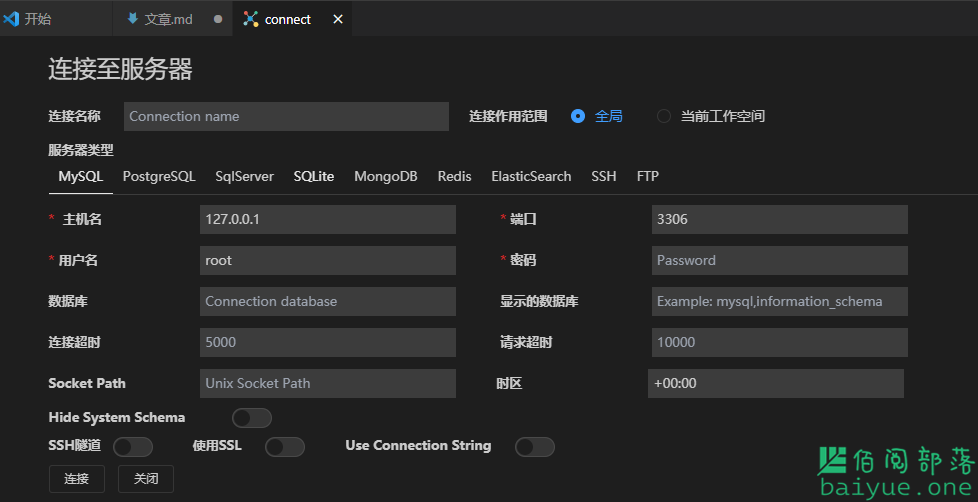 开始 文章.md connect
连接至服务器
连接名称 Connection name 连接作用范围 全局 当前工作空间
服务器类型
MySQL PostgreSQL SqlServer SQLite MongoDB Redis ElasticSearch SSH FTP
* 主机名 127.0.0.1 * 端口 3306
* 用户名 root * 密码 Password
数据库 Connection database 显示的数据库 Example: mysql,information_schema
连接超时 5000 请求超时 10000
Socket Path Unix Socket Path 时区 +00:00
Hide System Schema
SSH隧道 使用SSL Use Connection String
连接 关闭
佰阅部落
baiyue.one